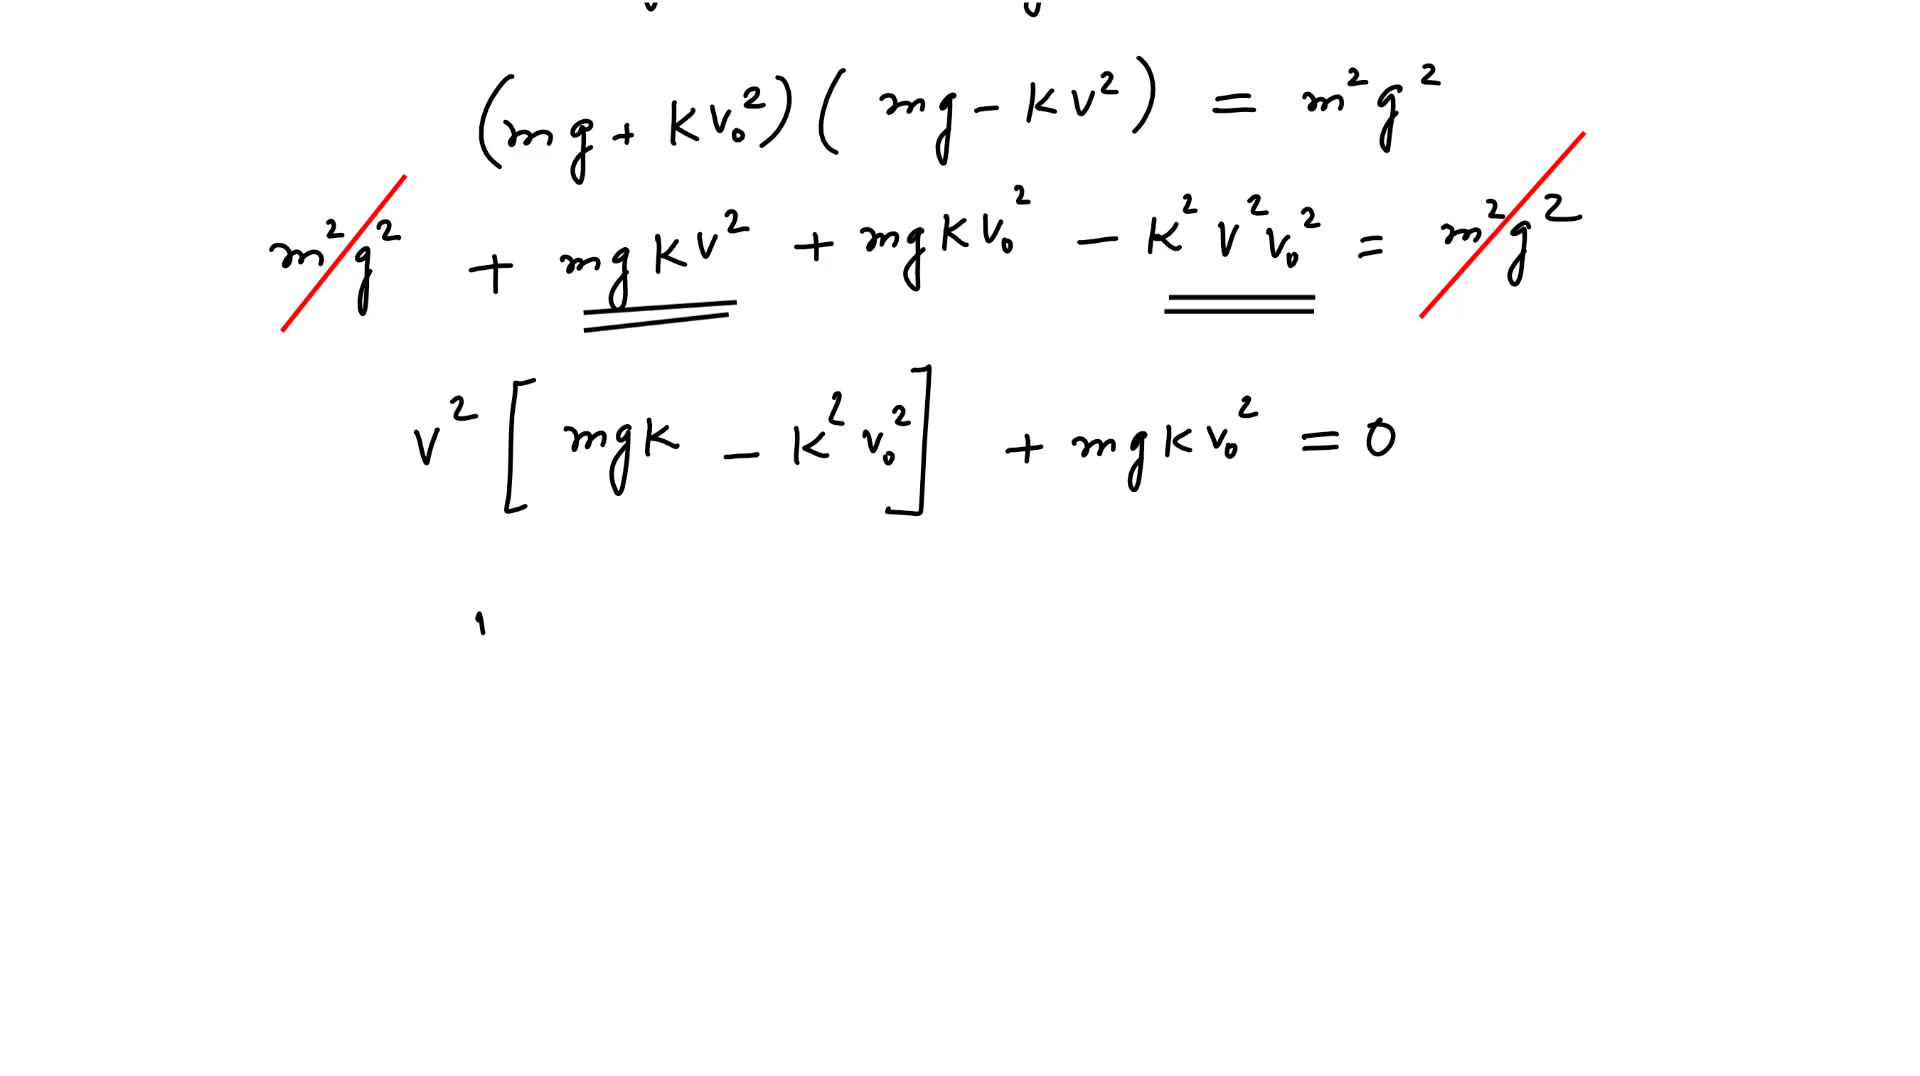 (mg + Kv₀²)(mg - Kv²) = m²g²
m²g² + mgKv² + mgKv₀² - K²v²v₀² = m²g²
v²[mgK - K²v₀²] + mgKv₀² = 0